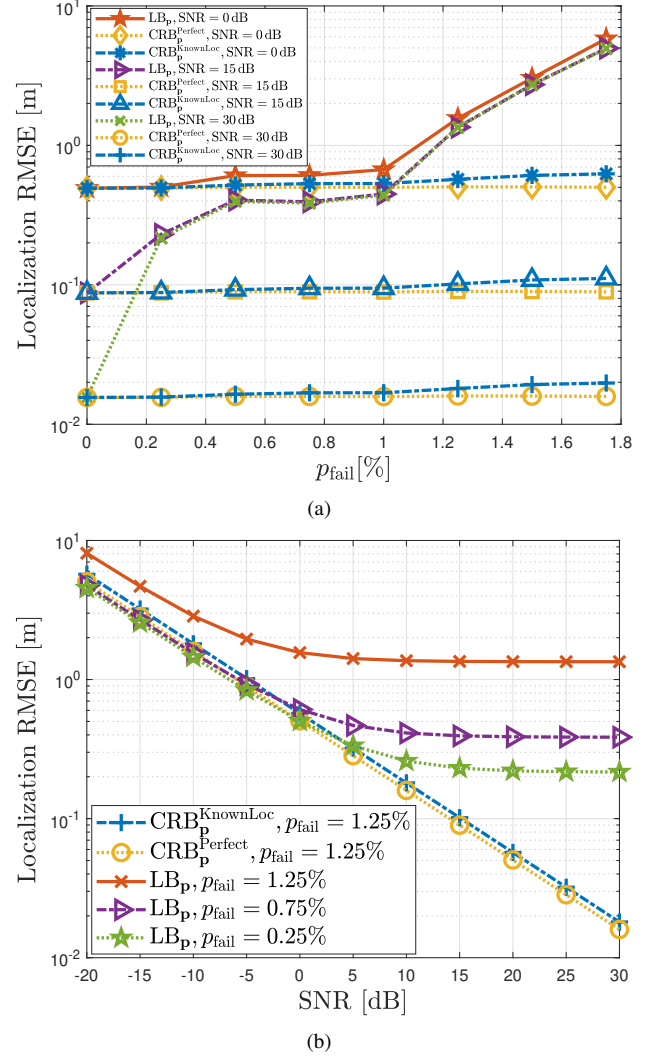 10^1
10^0
10^-1
10^-2
Localization RMSE [m]
LB_p, SNR = 0 dB
CRB_p^Perfect, SNR = 0 dB
CRB_p^KnownLoc, SNR = 0 dB
LB_p, SNR = 15 dB
CRB_p^Perfect, SNR = 15 dB
CRB_p^KnownLoc, SNR = 15 dB
LB_p, SNR = 30 dB
CRB_p^Perfect, SNR = 30 dB
CRB_p^KnownLoc, SNR = 30 dB
0 0.2 0.4 0.6 0.8 1 1.2 1.4 1.6 1.8
p_fail[%]
(a)
10^1
10^0
10^-1
10^-2
Localization RMSE [m]
CRB_p^KnownLoc, p_fail = 1.25%
CRB_p^Perfect, p_fail = 1.25%
LB_p, p_fail = 1.25%
LB_p, p_fail = 0.75%
LB_p, p_fail = 0.25%
-20 -15 -10 -5 0 5 10 15 20 25 30
SNR [dB]
(b)